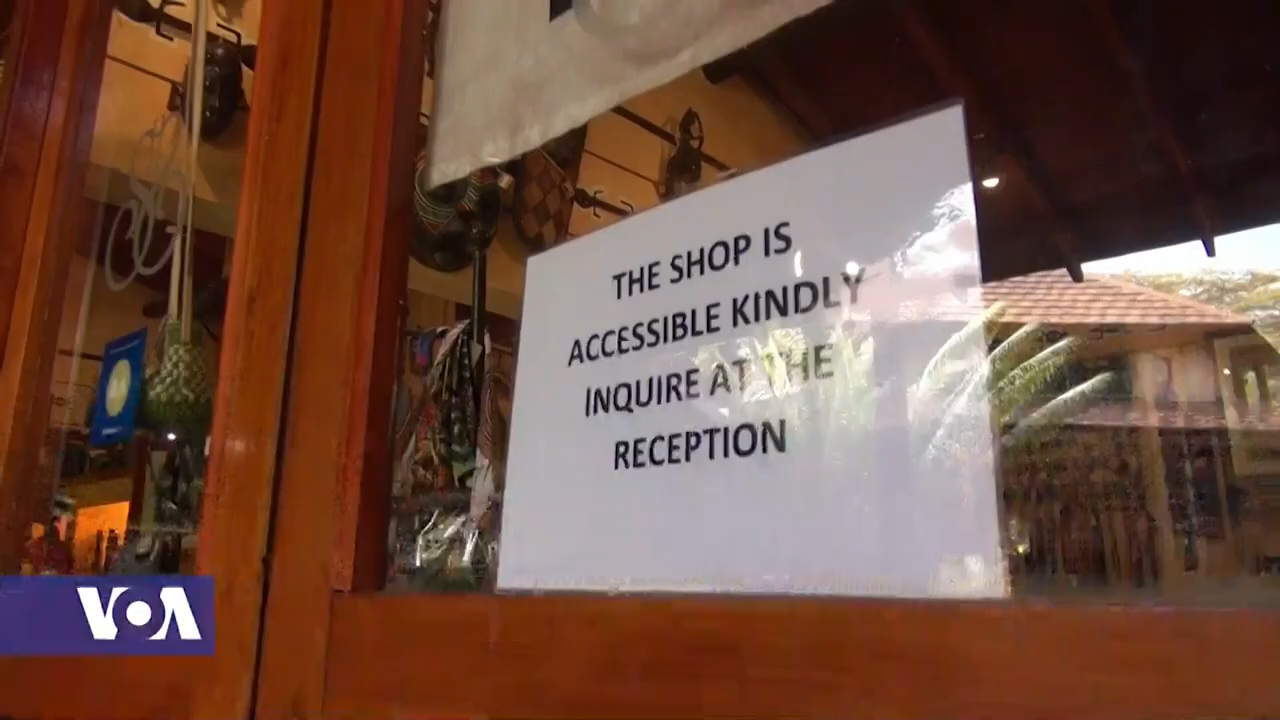 THE SHOP IS
ACCESSIBLE KINDLY
INQUIRE AT THE
RECEPTION
VOA